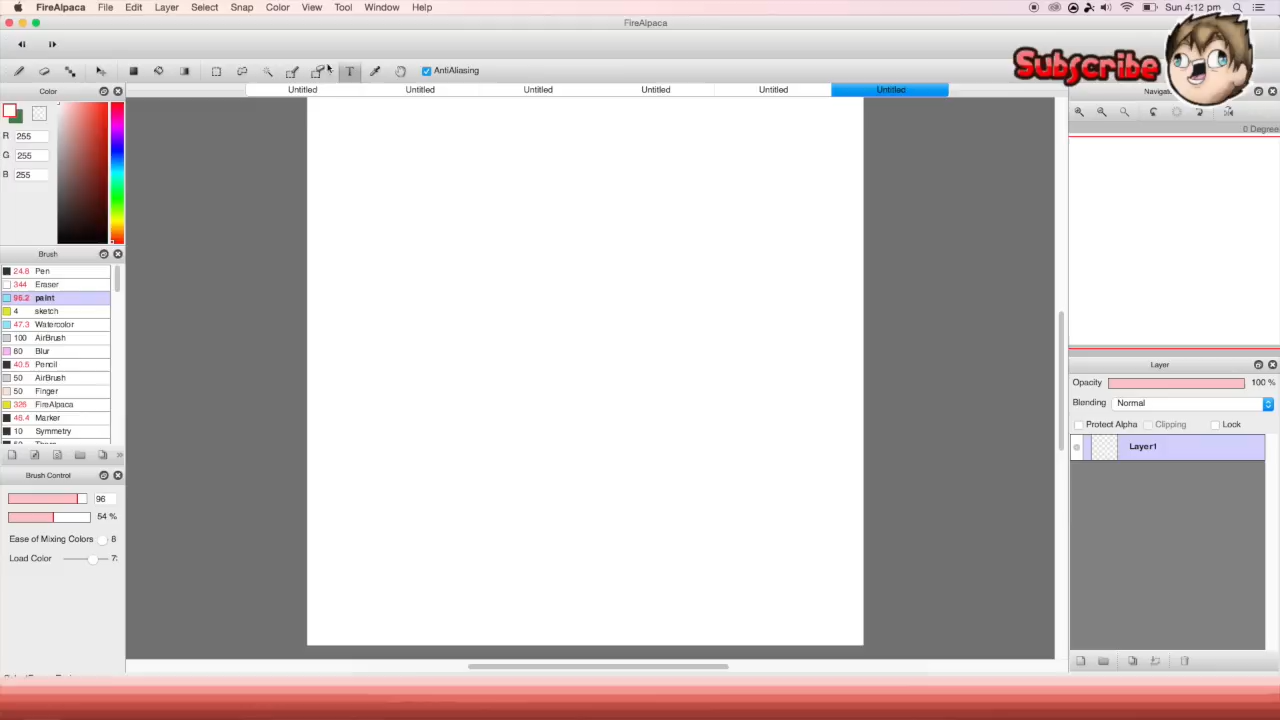 FireAlpaca File Edit Layer Select Snap Color View Tool Window Help Sun 4:12 pm
FireAlpaca
Subscribe
T AntiAliasing
Color Untitled Untitled Untitled Untitled Untitled Untitled
0 Degree
R 255
G 255
B 255
Brush
24.8 Pen
344 Eraser
96.2 paint
4 sketch
47.3 Watercolor
100 AirBrush
80 Blur
40.5 Pencil
50 AirBrush
50 Finger
326 FireAlpaca
46.4 Marker
10 Symmetry
Layer
Opacity 100 %
Blending Normal
Protect Alpha Clipping Lock
Layer1
Brush Control
96
54 %
Ease of Mixing Colors 8
Load Color